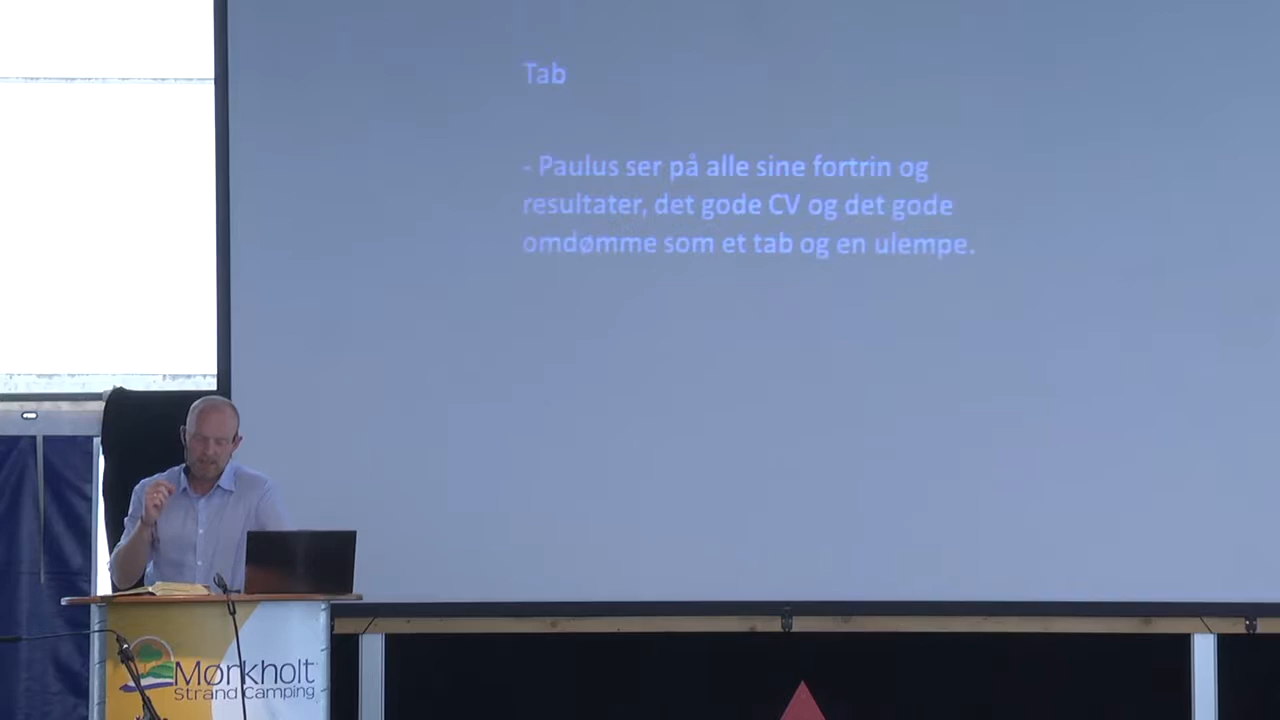 Tab
- Paulus ser på alle sine fortrin og
resultater, det gode CV og det gode
omdømme som et tab og en ulempe.
Mørkholt
Strand Camping